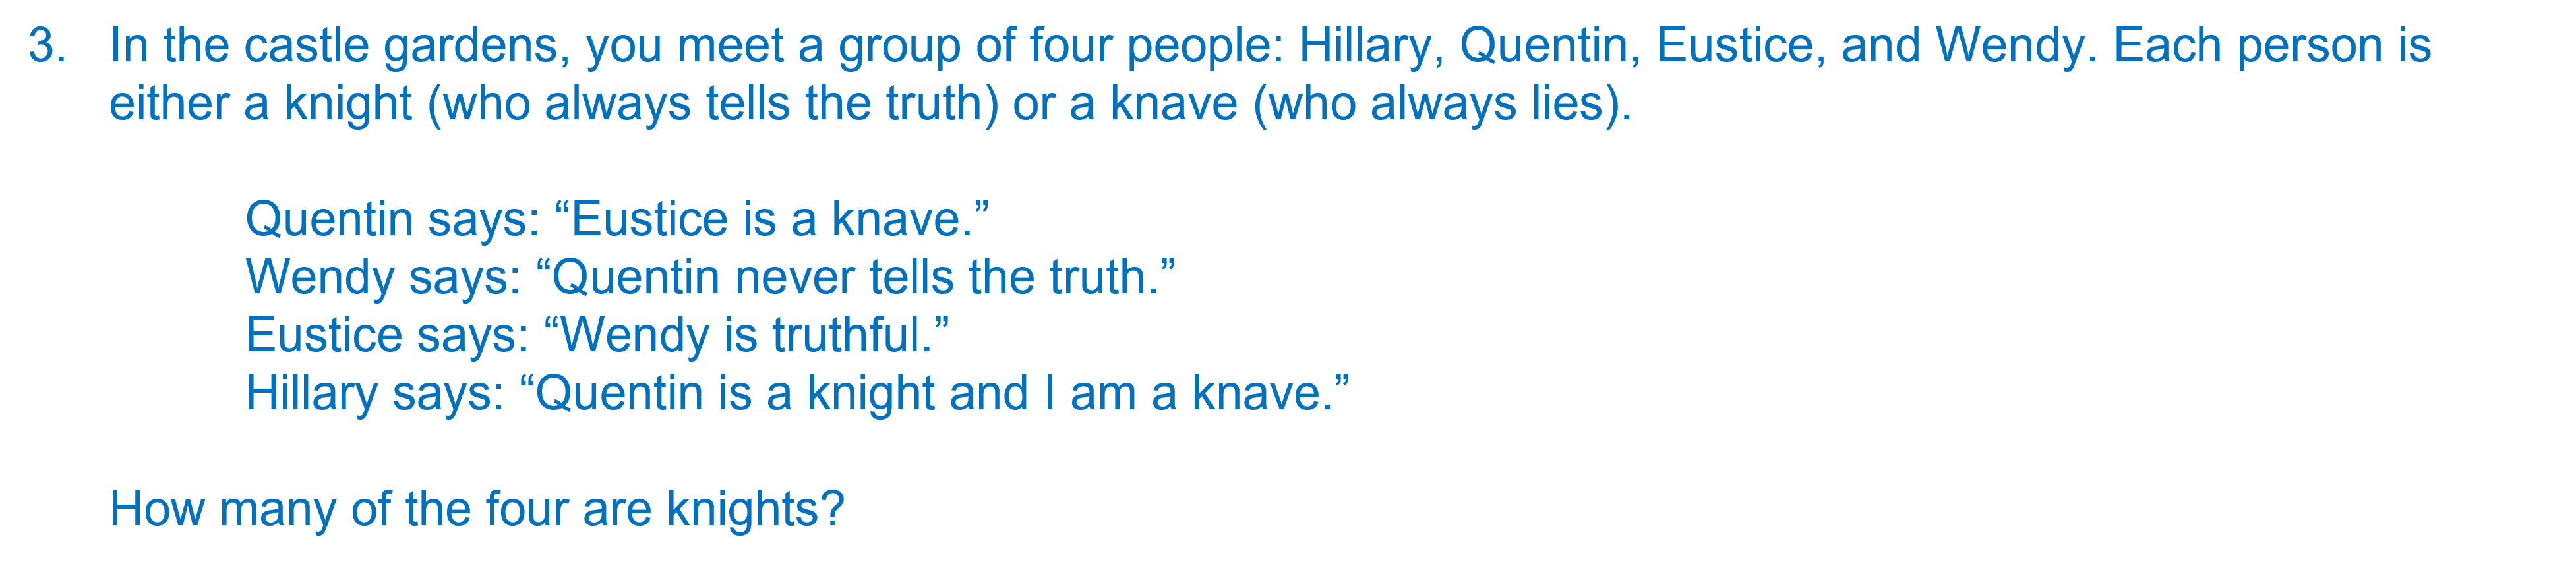 3. In the castle gardens, you meet a group of four people: Hillary, Quentin, Eustice, and Wendy. Each person is
either a knight (who always tells the truth) or a knave (who always lies).
Quentin says: “Eustice is a knave.”
Wendy says: “Quentin never tells the truth.”
Eustice says: “Wendy is truthful.”
Hillary says: “Quentin is a knight and I am a knave.”
How many of the four are knights?